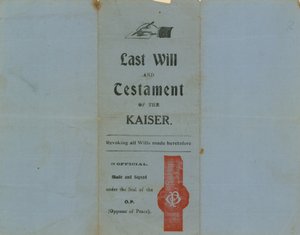 Last Will
AND
Testament
OF THE
KAISER.
Revoking all Wills made heretofore
OFFICIAL.
Made and Signed
under the Seal of the
O.P.
(Oppose of Peace).